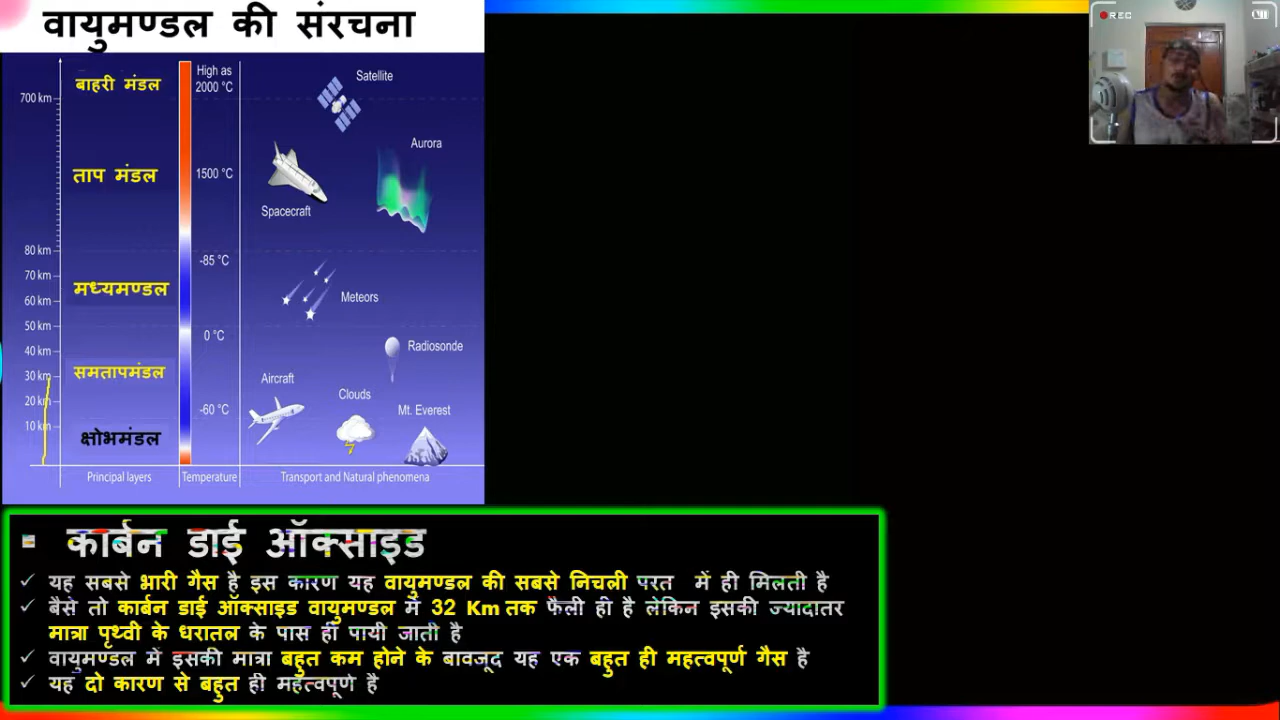 वायुमण्डल की संरचना
REC
बाहरी मंडल
High as
2000 °C
Satellite
700 km
Aurora
ताप मंडल
1500 °C
Spacecraft
80 km
-85 °C
70 km
मध्यमण्डल
60 km
Meteors
50 km
0 °C
40 km
Radiosonde
30 km
समतापमंडल
Aircraft
20 km
-60 °C
Clouds
Mt. Everest
10 km
क्षोभमंडल
Principal layers
Temperature
Transport and Natural phenomena
कार्बन डाई ऑक्साइड
यह सबसे भारी गैस है इस कारण यह वायुमण्डल की सबसे निचली परत में ही मिलती है
बैसे तो कार्बन डाई ऑक्साइड वायुमण्डल में 32 Km तक फैली ही है लेकिन इसकी ज्यादातर
मात्रा पृथ्वी के धरातल के पास ही पायी जाती है
वायुमण्डल में इसकी मात्रा बहुत कम होने के बावजूद यह एक बहुत ही महत्वपूर्ण गैस है
यह दो कारण से बहुत ही महत्वपूर्ण है